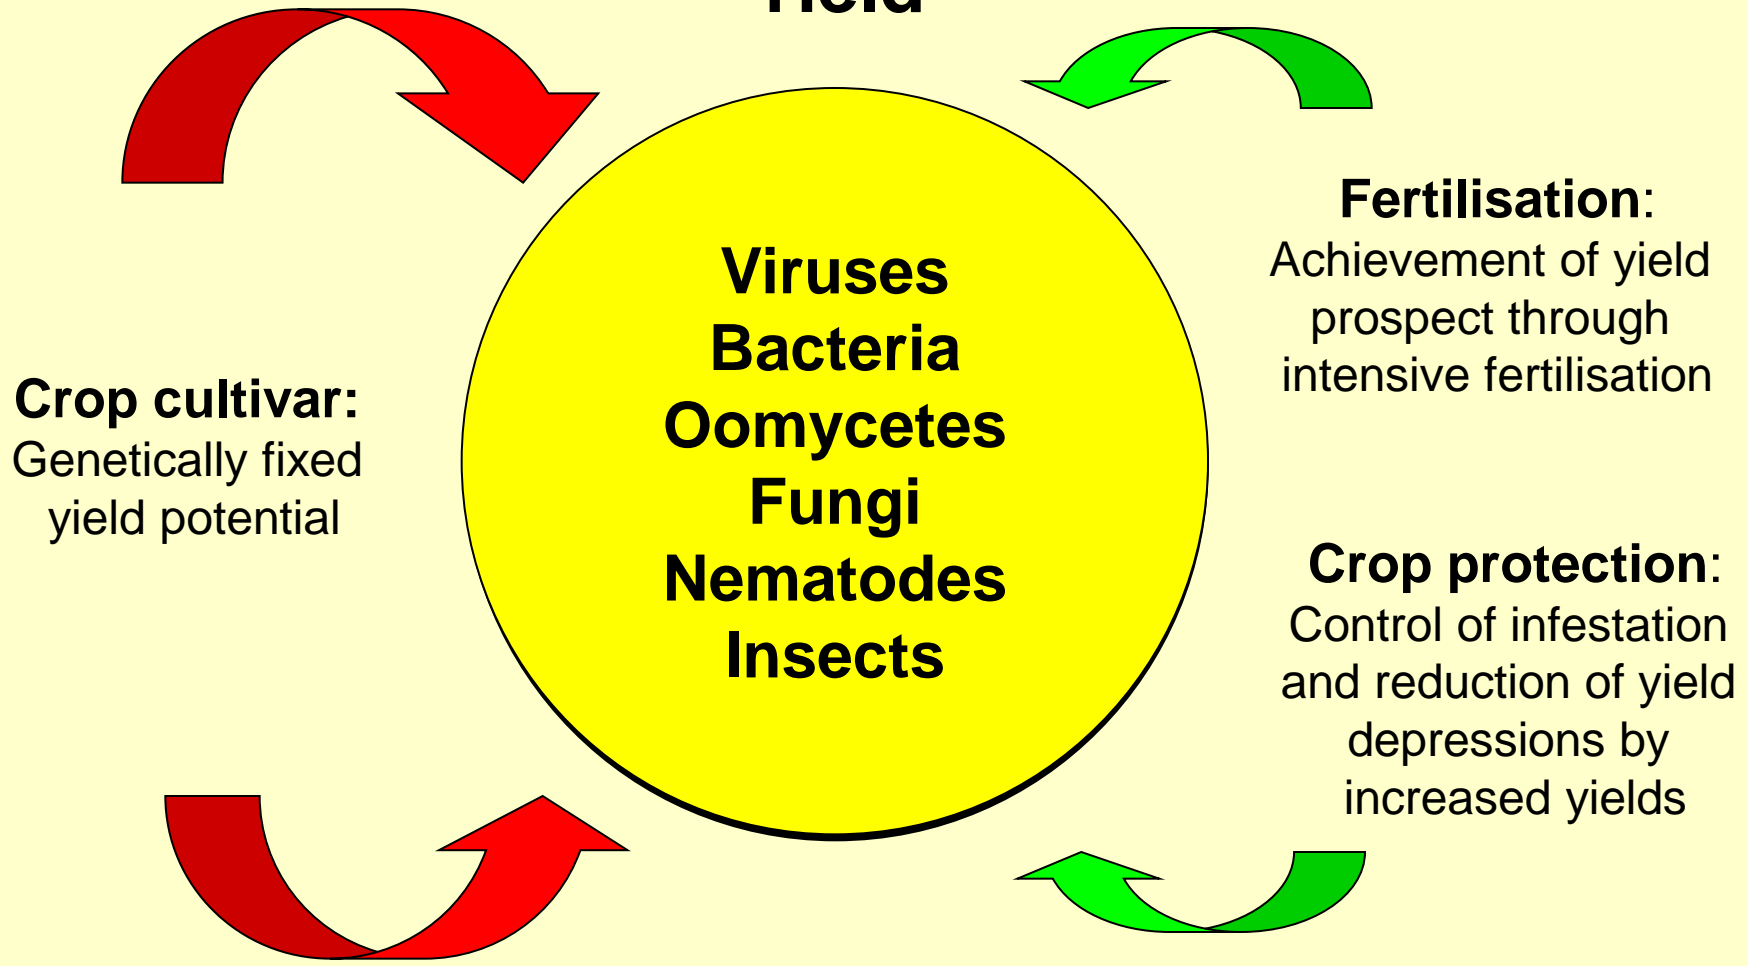 Yield
Crop cultivar:
Genetically fixed
yield potential
Viruses
Bacteria
Oomycetes
Fungi
Nematodes
Insects
Fertilisation:
Achievement of yield
prospect through
intensive fertilisation
Crop protection:
Control of infestation
and reduction of yield
depressions by
increased yields